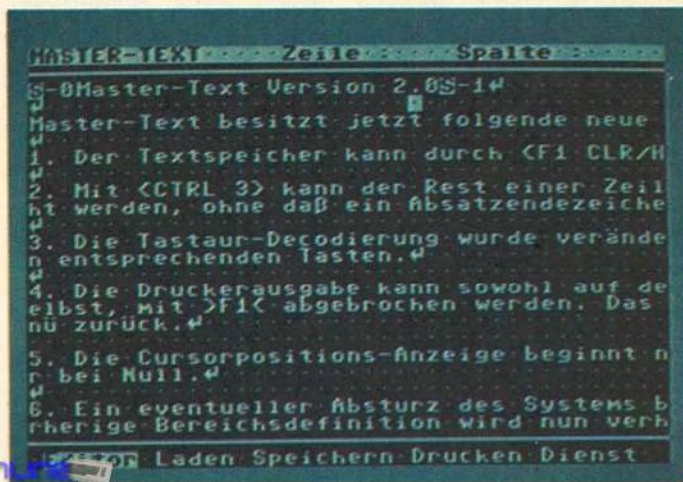 MASTER-TEXT Zeile : Spalte :
S-0Master-Text Version 2.0S-1↵
↵
Master-Text besitzt jetzt folgende neue
↵
1. Der Textspeicher kann durch <F1 CLR/H
↵
2. Mit <CTRL 3> kann der Rest einer Zeil
ht werden, ohne daß ein Absatzendezeiche
↵
3. Die Tastaur-Decodierung wurde verände
n entsprechenden Tasten.↵
↵
4. Die Druckerausgabe kann sowohl auf de
elbst, mit >F1< abgebrochen werden. Das
nü zurück.↵
↵
5. Die Cursorpositions-Anzeige beginnt n
r bei Null.↵
↵
6. Ein eventueller Absturz des Systems b
rherige Bereichsdefinition wird nun verh
Laden Speichern Drucken Dienst